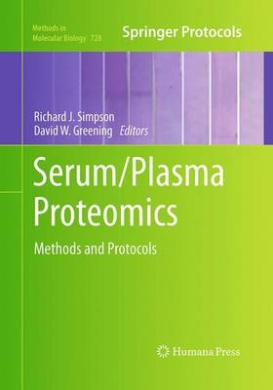 Methods in
Molecular Biology 728
Springer Protocols
Richard J. Simpson
David W. Greening Editors
Serum/Plasma
Proteomics
Methods and Protocols
Humana Press